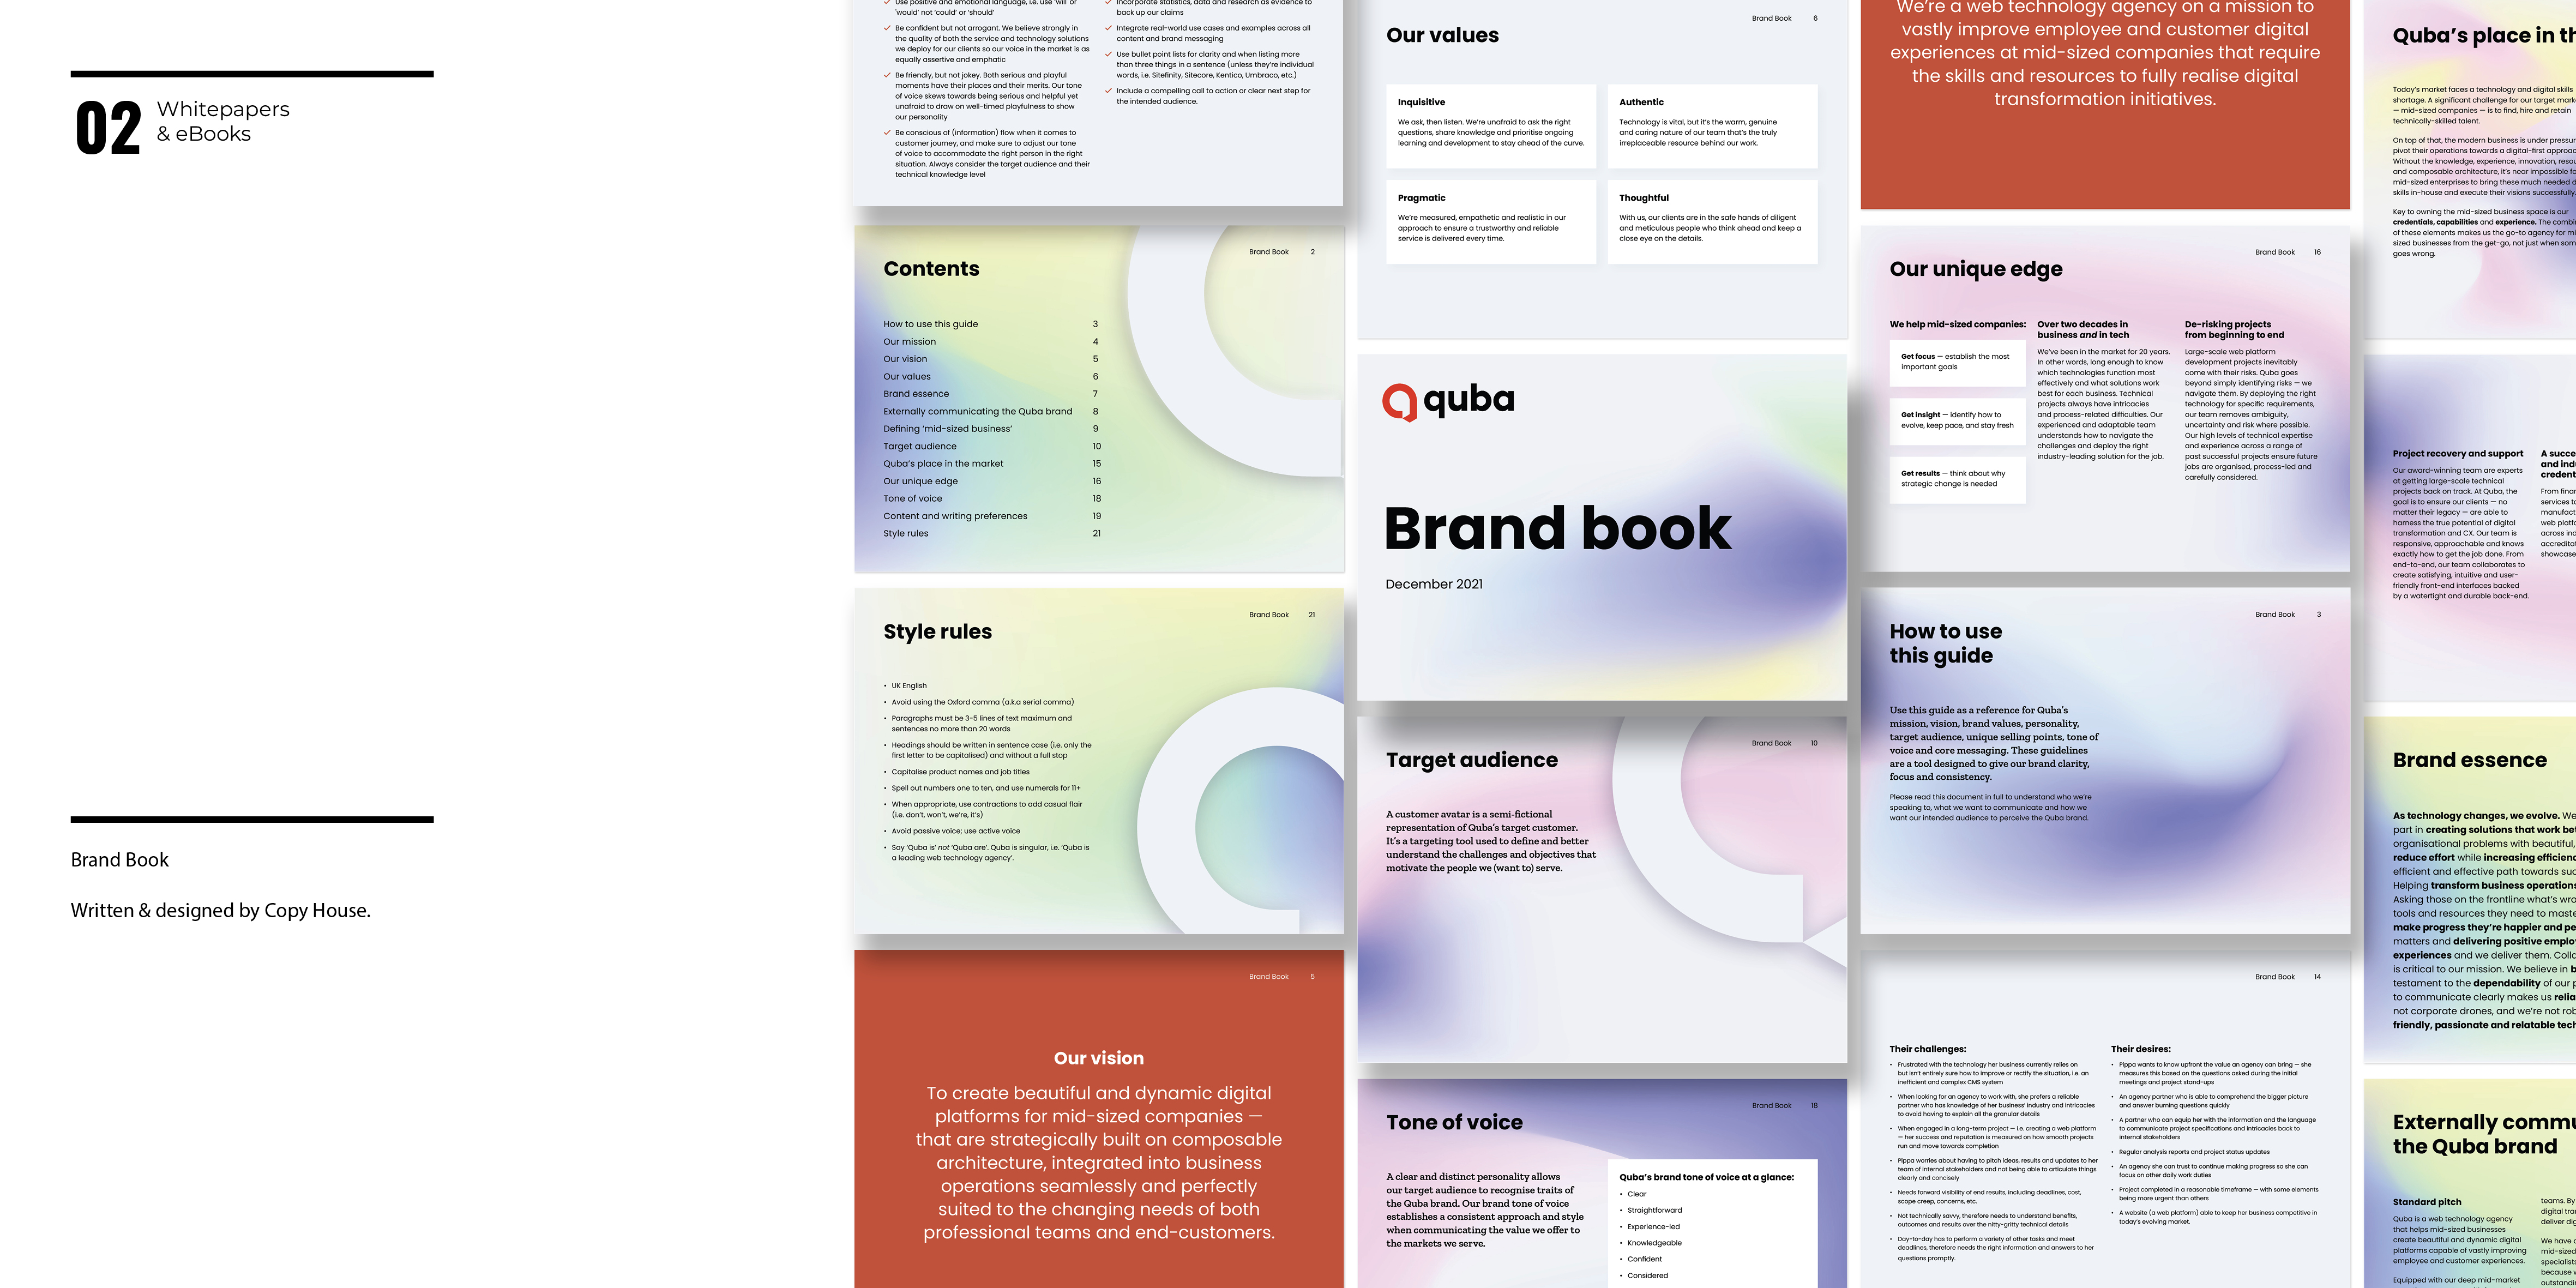 02
Whitepapers
& eBooks
Brand Book
Written & designed by Copy House.
Use positive and emotional language, i.e. use ‘will’ or
‘would’ not ‘could’ or ‘should’
Be confident but not arrogant. We believe strongly in
the quality of both the service and technology solutions
we deploy for our clients so our voice in the market is as
equally assertive and emphatic
Be friendly, but not jokey. Both serious and playful
moments have their places and their merits. Our tone
of voice skews towards being serious and helpful yet
unafraid to draw on well-timed playfulness to show
our personality
Be conscious of (information) flow when it comes to
customer journey, and make sure to adjust our tone
of voice to accommodate the right person in the right
situation. Always consider the target audience and their
technical knowledge level
Incorporate statistics, data and research as evidence to
back up our claims
Integrate real-world use cases and examples across all
content and brand messaging
Use bullet point lists for clarity and when listing more
than three things in a sentence (unless they’re individual
words, i.e. Sitefinity, Sitecore, Kentico, Umbraco, etc.)
Include a compelling call to action or clear next step for
the intended audience.
Brand Book 2
Contents
How to use this guide 3
Our mission 4
Our vision 5
Our values 6
Brand essence 7
Externally communicating the Quba brand 8
Defining ‘mid-sized business’ 9
Target audience 10
Quba’s place in the market 15
Our unique edge 16
Tone of voice 18
Content and writing preferences 19
Style rules 21
Brand Book 21
Style rules
• UK English
• Avoid using the Oxford comma (a.k.a serial comma)
• Paragraphs must be 3-5 lines of text maximum and
sentences no more than 20 words
• Headings should be written in sentence case (i.e. only the
first letter to be capitalised) and without a full stop
• Capitalise product names and job titles
• Spell out numbers one to ten, and use numerals for 11+
• When appropriate, use contractions to add casual flair
(i.e. don’t, won’t, we’re, it’s)
• Avoid passive voice; use active voice
• Say ‘Quba is’ not ‘Quba are’. Quba is singular, i.e. ‘Quba is
a leading web technology agency’.
Brand Book 5
Our vision
To create beautiful and dynamic digital
platforms for mid-sized companies —
that are strategically built on composable
architecture, integrated into business
operations seamlessly and perfectly
suited to the changing needs of both
professional teams and end-customers.
Brand Book 6
Our values
Inquisitive
We ask, then listen. We’re unafraid to ask the right
questions, share knowledge and prioritise ongoing
learning and development to stay ahead of the curve.
Authentic
Technology is vital, but it’s the warm, genuine
and caring nature of our team that’s the truly
irreplaceable resource behind our work.
Pragmatic
We’re measured, empathetic and realistic in our
approach to ensure a trustworthy and reliable
service is delivered every time.
Thoughtful
With us, our clients are in the safe hands of diligent
and meticulous people who think ahead and keep a
close eye on the details.
quba
Brand book
December 2021
Brand Book 10
Target audience
A customer avatar is a semi-fictional
representation of Quba’s target customer.
It’s a targeting tool used to define and better
understand the challenges and objectives that
motivate the people we (want to) serve.
Brand Book 18
Tone of voice
A clear and distinct personality allows
our target audience to recognise traits of
the Quba brand. Our brand tone of voice
establishes a consistent approach and style
when communicating the value we offer to
the markets we serve.
Quba’s brand tone of voice at a glance:
• Clear
• Straightforward
• Experience-led
• Knowledgeable
• Confident
• Considered
We’re a web technology agency on a mission to
vastly improve employee and customer digital
experiences at mid-sized companies that require
the skills and resources to fully realise digital
transformation initiatives.
Brand Book 16
Our unique edge
We help mid-sized companies:
Get focus — establish the most
important goals
Get insight — identify how to
evolve, keep pace, and stay fresh
Get results — think about why
strategic change is needed
Over two decades in
business and in tech
We’ve been in the market for 20 years.
In other words, long enough to know
which technologies function most
effectively and what solutions work
best for each business. Technical
projects always have intricacies
and process-related difficulties. Our
experienced and adaptable team
understands how to navigate the
challenges and deploy the right
industry-leading solution for the job.
De-risking projects
from beginning to end
Large-scale web platform
development projects inevitably
come with their risks. Quba goes
beyond simply identifying risks — we
navigate them. By deploying the right
technology for specific requirements,
our team removes ambiguity,
uncertainty and risk where possible.
Our high levels of technical expertise
and experience across a range of
past successful projects ensure future
jobs are organised, process-led and
carefully considered.
Brand Book 3
How to use
this guide
Use this guide as a reference for Quba’s
mission, vision, brand values, personality,
target audience, unique selling points, tone of
voice and core messaging. These guidelines
are a tool designed to give our brand clarity,
focus and consistency.
Please read this document in full to understand who we’re
speaking to, what we want to communicate and how we
want our intended audience to perceive the Quba brand.
Brand Book 14
Their challenges:
• Frustrated with the technology her business currently relies on
but isn’t entirely sure how to improve or rectify the situation, i.e. an
inefficient and complex CMS system
• When looking for an agency to work with, she prefers a reliable
partner who has knowledge of her business’ industry and intricacies
to avoid having to explain all the granular details
• When engaged in a long-term project — i.e. creating a web platform
— her success and reputation is measured on how smooth projects
run and move towards completion
• Pippa worries about having to pitch ideas, results and updates to her
team of internal stakeholders and not being able to articulate things
clearly and concisely
• Needs forward visibility of end results, including deadlines, cost,
scope creep, concerns, etc.
• Not technically savvy, therefore needs to understand benefits,
outcomes and results over the nitty-gritty technical details
• Day-to-day has to perform a variety of other tasks and meet
deadlines, therefore needs the right information and answers to her
questions promptly.
Their desires:
• Pippa wants to know upfront the value an agency can bring — she
measures this based on the questions asked during the initial
meetings and project stand-ups
• An agency partner who is able to comprehend the bigger picture
and answer burning questions quickly
• A partner who can equip her with the information and the language
to communicate project specifications and intricacies back to
internal stakeholders
• Regular analysis reports and project status updates
• An agency she can trust to continue making progress so she can
focus on other daily work duties
• Project completed in a reasonable timeframe — with some elements
being more urgent than others
• A website (a web platform) able to keep her business competitive in
today’s evolving market.
Quba’s place in th
Today’s market faces a technology and digital skills
shortage. A significant challenge for our target mark
— mid-sized companies — is to find, hire and retain
technically-skilled talent.
On top of that, the modern business is under pressur
pivot their operations towards a digital-first approac
Without the knowledge, experience, innovation, resou
and composable architecture, it’s near impossible fo
mid-sized enterprises to bring these much needed d
skills in-house and execute their visions successfully.
Key to owning the mid-sized business space is our
credentials, capabilities and experience. The combin
of these elements makes us the go-to agency for mi
sized businesses from the get-go, not just when som
goes wrong.
Project recovery and support
Our award-winning team are experts
at getting large-scale technical
projects back on track. At Quba, the
goal is to ensure our clients — no
matter their legacy — are able to
harness the true potential of digital
transformation and CX. Our team is
responsive, approachable and knows
exactly how to get the job done. From
end-to-end, our team collaborates to
create satisfying, intuitive and user-
friendly front-end interfaces backed
by a watertight and durable back-end.
A succe
and ind
credent
From finan
services to
manufact
web platfo
across ind
accreditat
showcase
Brand essence
As technology changes, we evolve. We
part in creating solutions that work bet
organisational problems with beautiful,
reduce effort while increasing efficienc
efficient and effective path towards suc
Helping transform business operations
Asking those on the frontline what’s wro
tools and resources they need to maste
make progress they’re happier and pe
matters and delivering positive employ
experiences and we deliver them. Colla
is critical to our mission. We believe in b
testament to the dependability of our p
to communicate clearly makes us relia
not corporate drones, and we’re not rob
friendly, passionate and relatable tech
Externally commu
the Quba brand
Standard pitch
Quba is a web technology agency
that helps mid-sized businesses
create beautiful and dynamic digital
platforms capable of vastly improving
employee and customer experiences.
Equipped with our deep mid-market
teams. By
digital tran
deliver dig
We have d
mid-sized
specialists
because w
outstandin